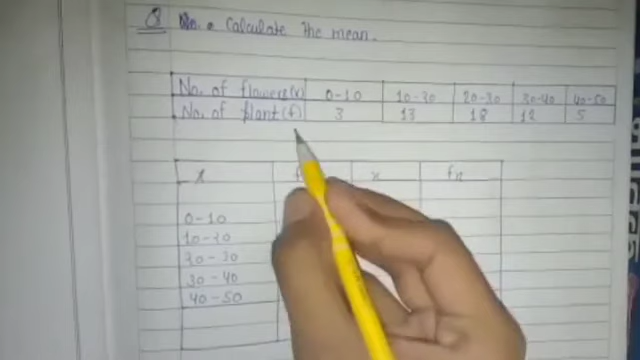 Q No. Calculate the mean.
No. of flowers(x) 0-10 10-20 20-30 30-40 40-50
No. of plant(f) 3 13 18 12 5
x f x fx
0-10
10-20
20-30
30-40
40-50